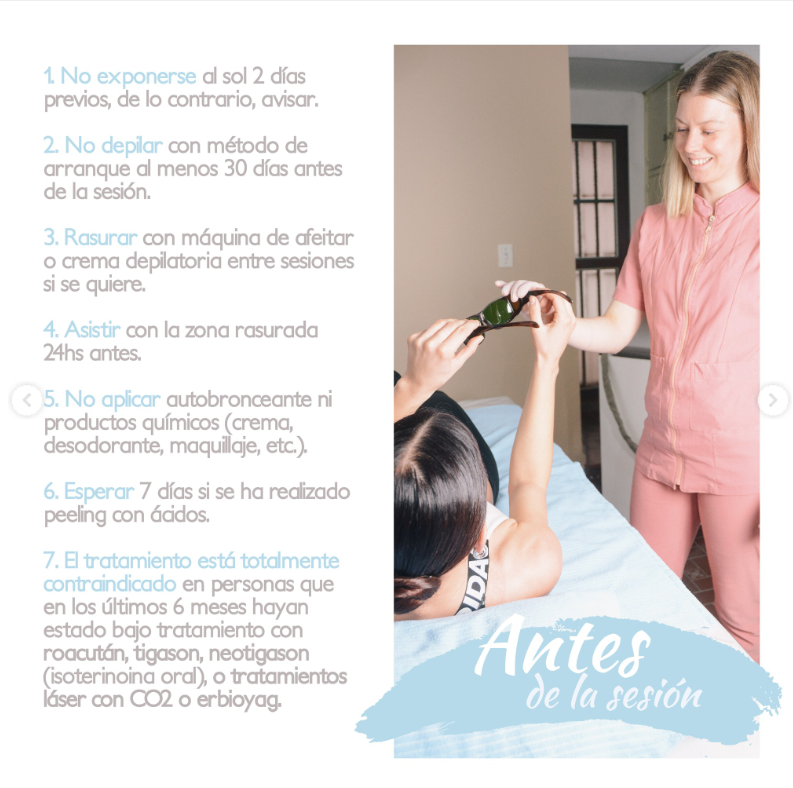 1. No exponerse al sol 2 días
previos, de lo contrario, avisar.
2. No depilar con método de
arranque al menos 30 días antes
de la sesión.
3. Rasurar con máquina de afeitar
o crema depilatoria entre sesiones
si se quiere.
4. Asistir con la zona rasurada
24hs antes.
5. No aplicar autobronceante ni
productos químicos (crema,
desodorante, maquillaje, etc.).
6. Esperar 7 días si se ha realizado
peeling con ácidos.
7. El tratamiento está totalmente
contraindicado en personas que
en los últimos 6 meses hayan
estado bajo tratamiento con
roacután, tigason, neotigason
(isoterinoina oral), o tratamientos
láser con CO2 o erbioyag.
DIDAS
Antes
de la sesión